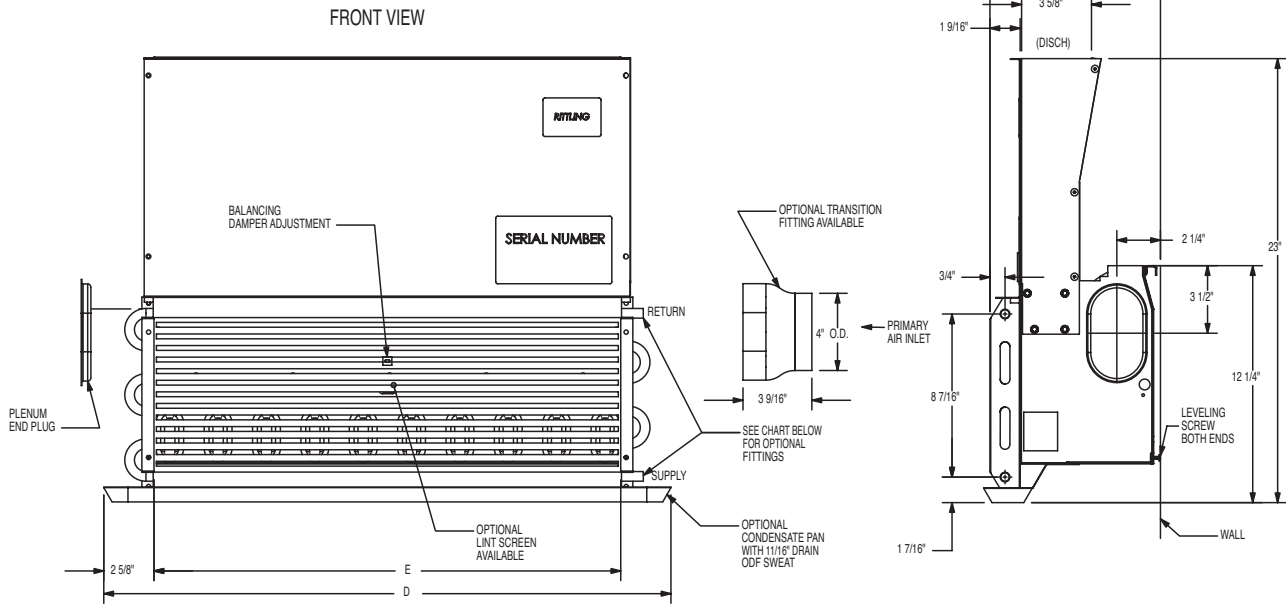 FRONT VIEW
3 5/8"
1 9/16"
(DISCH)
RITTLING
BALANCING
DAMPER ADJUSTMENT
SERIAL NUMBER
OPTIONAL TRANSITION
FITTING AVAILABLE
2 1/4"
23"
3/4"
3 1/2"
RETURN
4" O.D.
PRIMARY
AIR INLET
12 1/4"
8 7/16"
3 9/16"
PLENUM
END PLUG
LEVELING
SCREW
BOTH ENDS
SEE CHART BELOW
FOR OPTIONAL
FITTINGS
SUPPLY
OPTIONAL
LINT SCREEN
AVAILABLE
OPTIONAL
CONDENSATE PAN
WITH 11/16" DRAIN
ODF SWEAT
WALL
1 7/16"
2 5/8"
E
D